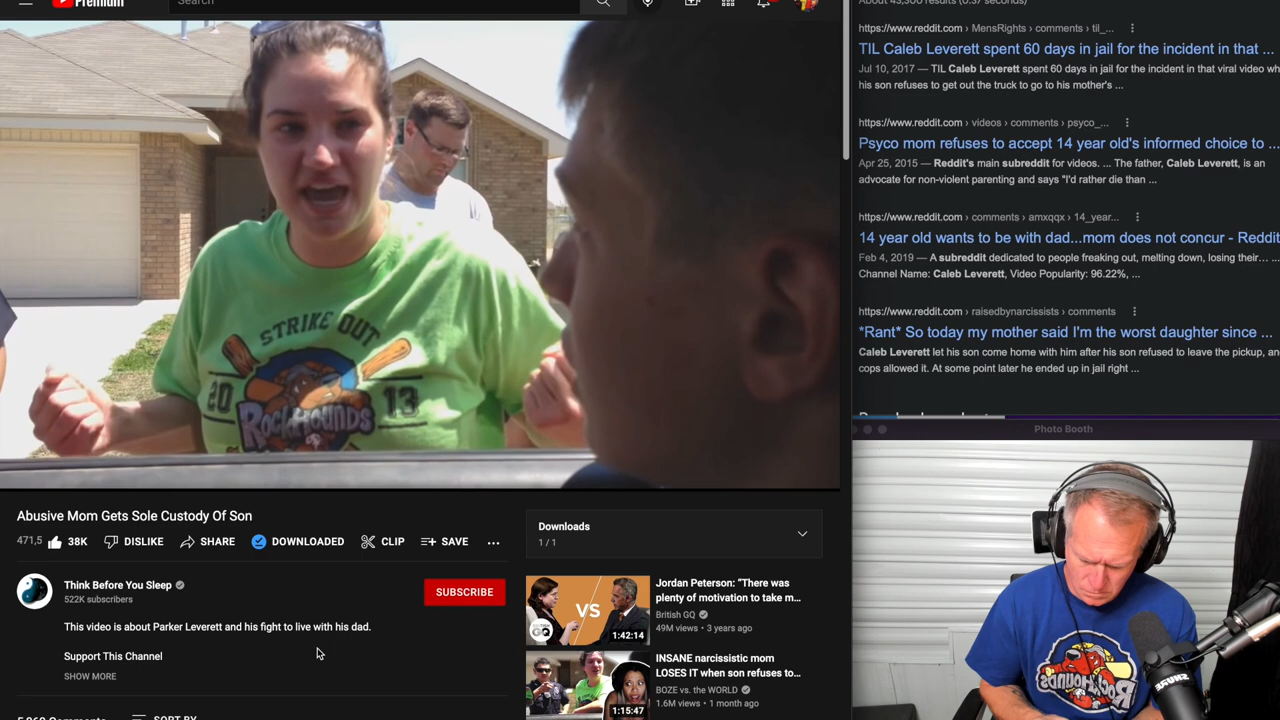 Premium
Search
STRIKE OUT
20 13
ROCKHOUNDS
Abusive Mom Gets Sole Custody Of Son
471,5 38K DISLIKE SHARE DOWNLOADED CLIP SAVE ...
Think Before You Sleep
522K subscribers
SUBSCRIBE
This video is about Parker Leverett and his fight to live with his dad.
Support This Channel
SHOW MORE
SORT BY
Downloads
1 / 1
VS
1:42:14
Jordan Peterson: “There was
plenty of motivation to take m...
British GQ
49M views • 3 years ago
1:15:47
INSANE narcissistic mom
LOSES IT when son refuses to...
BOZE vs. the WORLD
1.6M views • 1 month ago
About 43,300 results (0.37 seconds)
https://www.reddit.com › MensRights › comments › til_...
TIL Caleb Leverett spent 60 days in jail for the incident in that ...
Jul 10, 2017 — TIL Caleb Leverett spent 60 days in jail for the incident in that viral video wh
his son refuses to get out the truck to go to his mother's ...
https://www.reddit.com › videos › comments › psyco_...
Psyco mom refuses to accept 14 year old's informed choice to ...
Apr 25, 2015 — Reddit's main subreddit for videos. ... The father, Caleb Leverett, is an
advocate for non-violent parenting and says "I'd rather die than ...
https://www.reddit.com › comments › amxqqx › 14_year...
14 year old wants to be with dad...mom does not concur - Reddit
Feb 4, 2019 — A subreddit dedicated to people freaking out, melting down, losing their... ...
Channel Name: Caleb Leverett, Video Popularity: 96.22%, ...
https://www.reddit.com › raisedbynarcissists › comments
*Rant* So today my mother said I'm the worst daughter since ...
Caleb Leverett let his son come home with him after his son refused to leave the pickup, an
cops allowed it. At some point later he ended up in jail right ...
Photo Booth
ROCKHOUNDS
SHURE